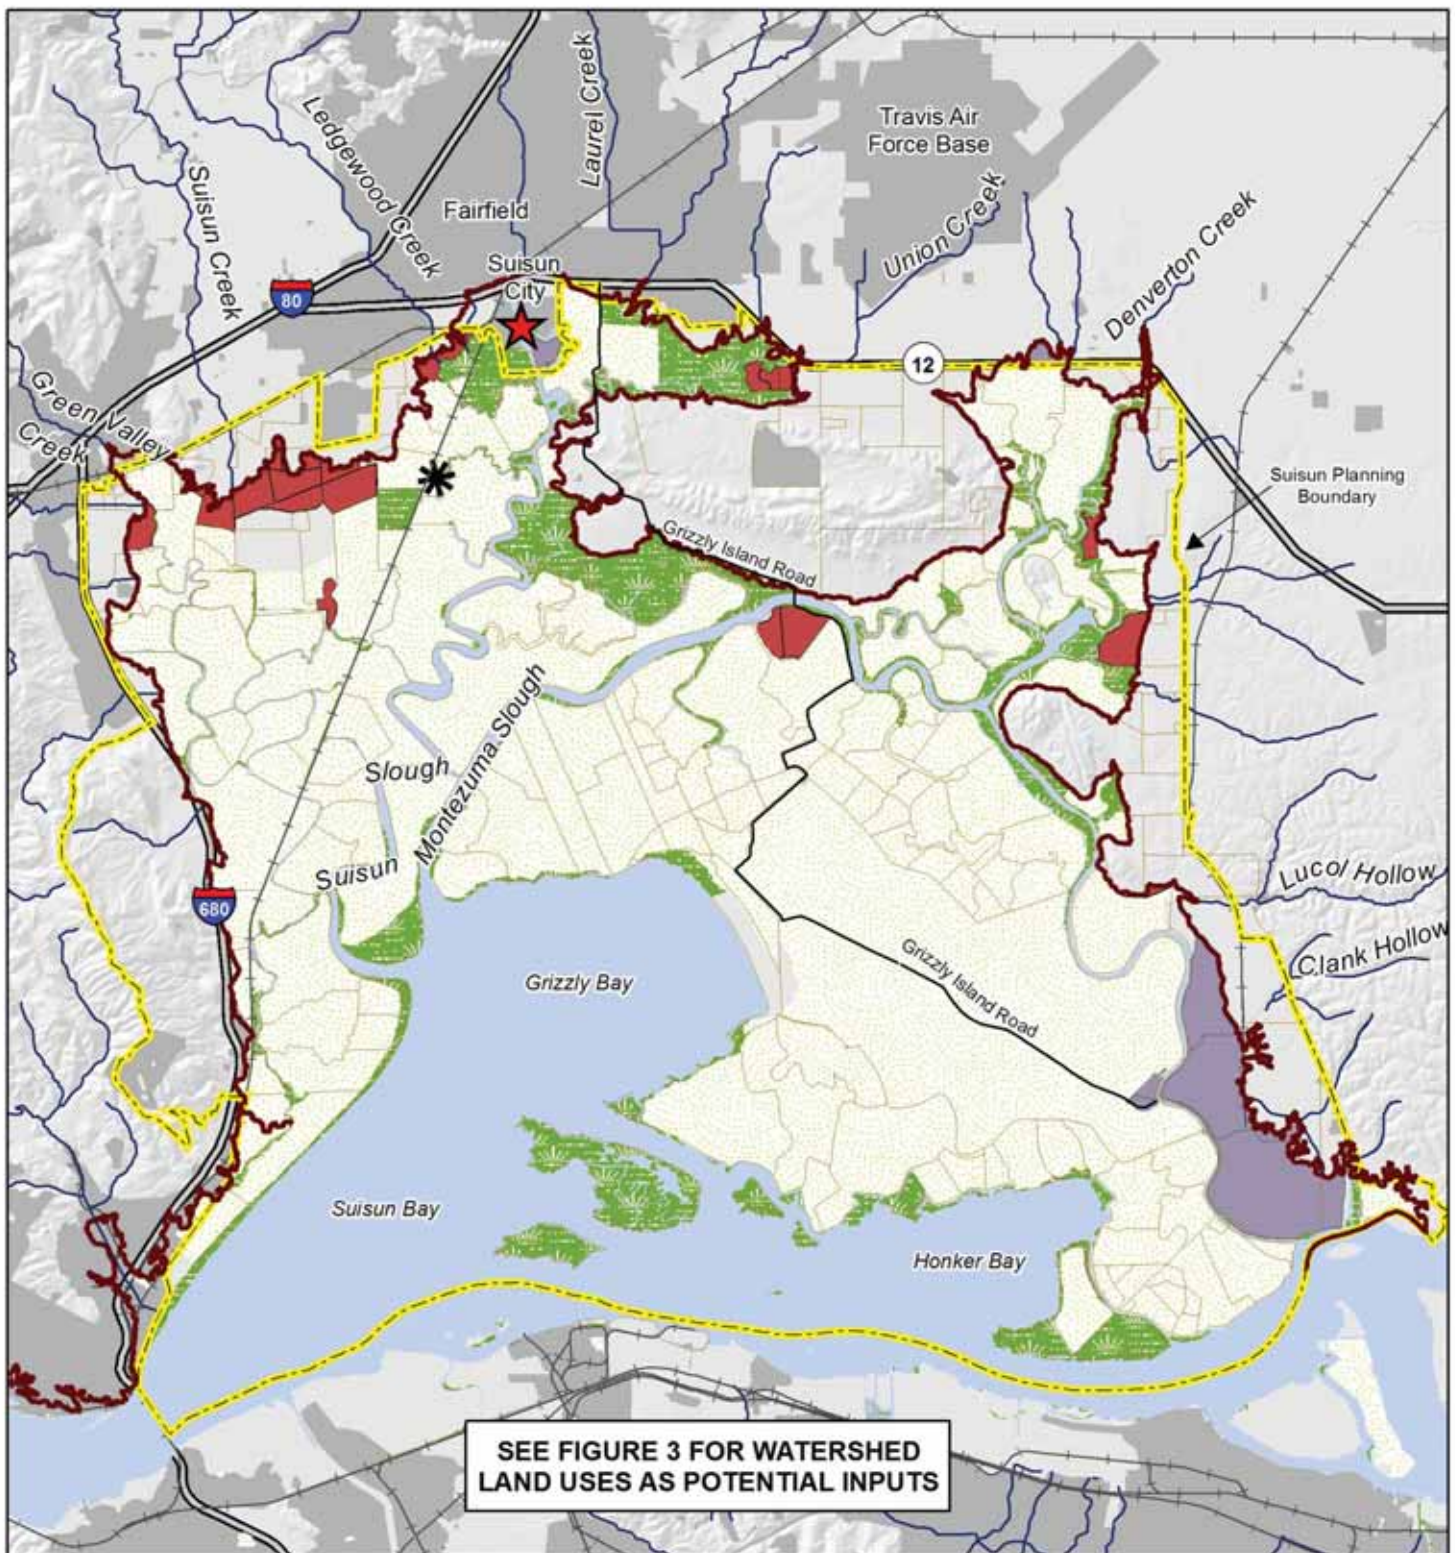 Ledgewood Creek
Laurel Creek
Travis Air
Force Base
Suisun Creek
Fairfield
Union Creek
Suisun
City
80
Denverton Creek
12
Green Valley
Creek
Suisun Planning
Boundary
Grizzly Island Road
Montezuma Slough
Slough
Suisun
680
Lucol Hollow
Clank Hollow
Grizzly Bay
Grizzly Island Road
Suisun Bay
Honker Bay
SEE FIGURE 3 FOR WATERSHED
LAND USES AS POTENTIAL INPUTS